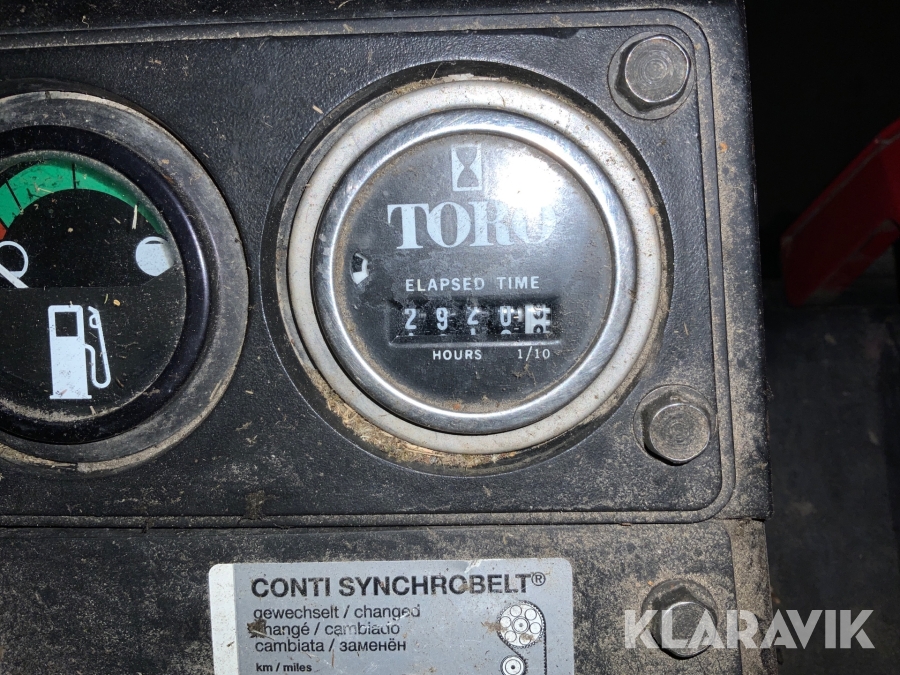 TORO
ELAPSED TIME
HOURS 1/10
CONTI SYNCHROBELT®
gewechselt / changed
changé / cambiado
cambiata / заменён
km / miles
KLARAVIK